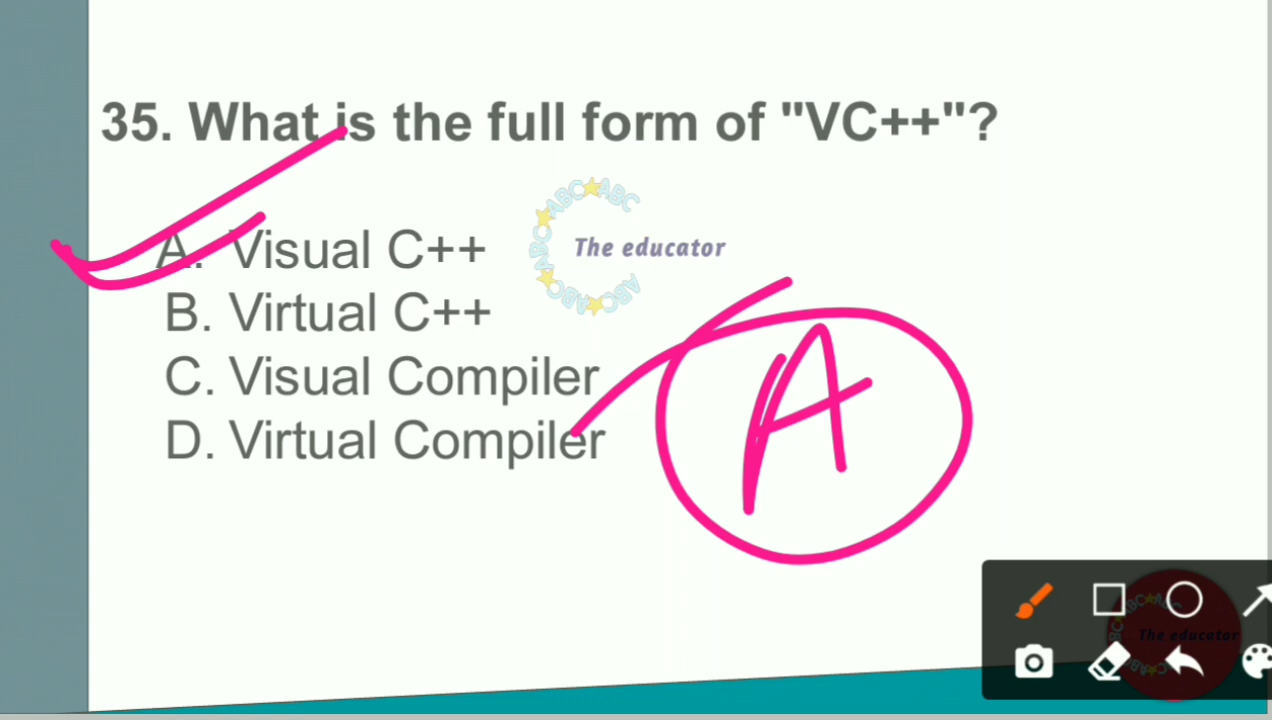 35. What is the full form of "VC++"?
A. Visual C++
The educator
B. Virtual C++
C. Visual Compiler
D. Virtual Compiler
A
The educator